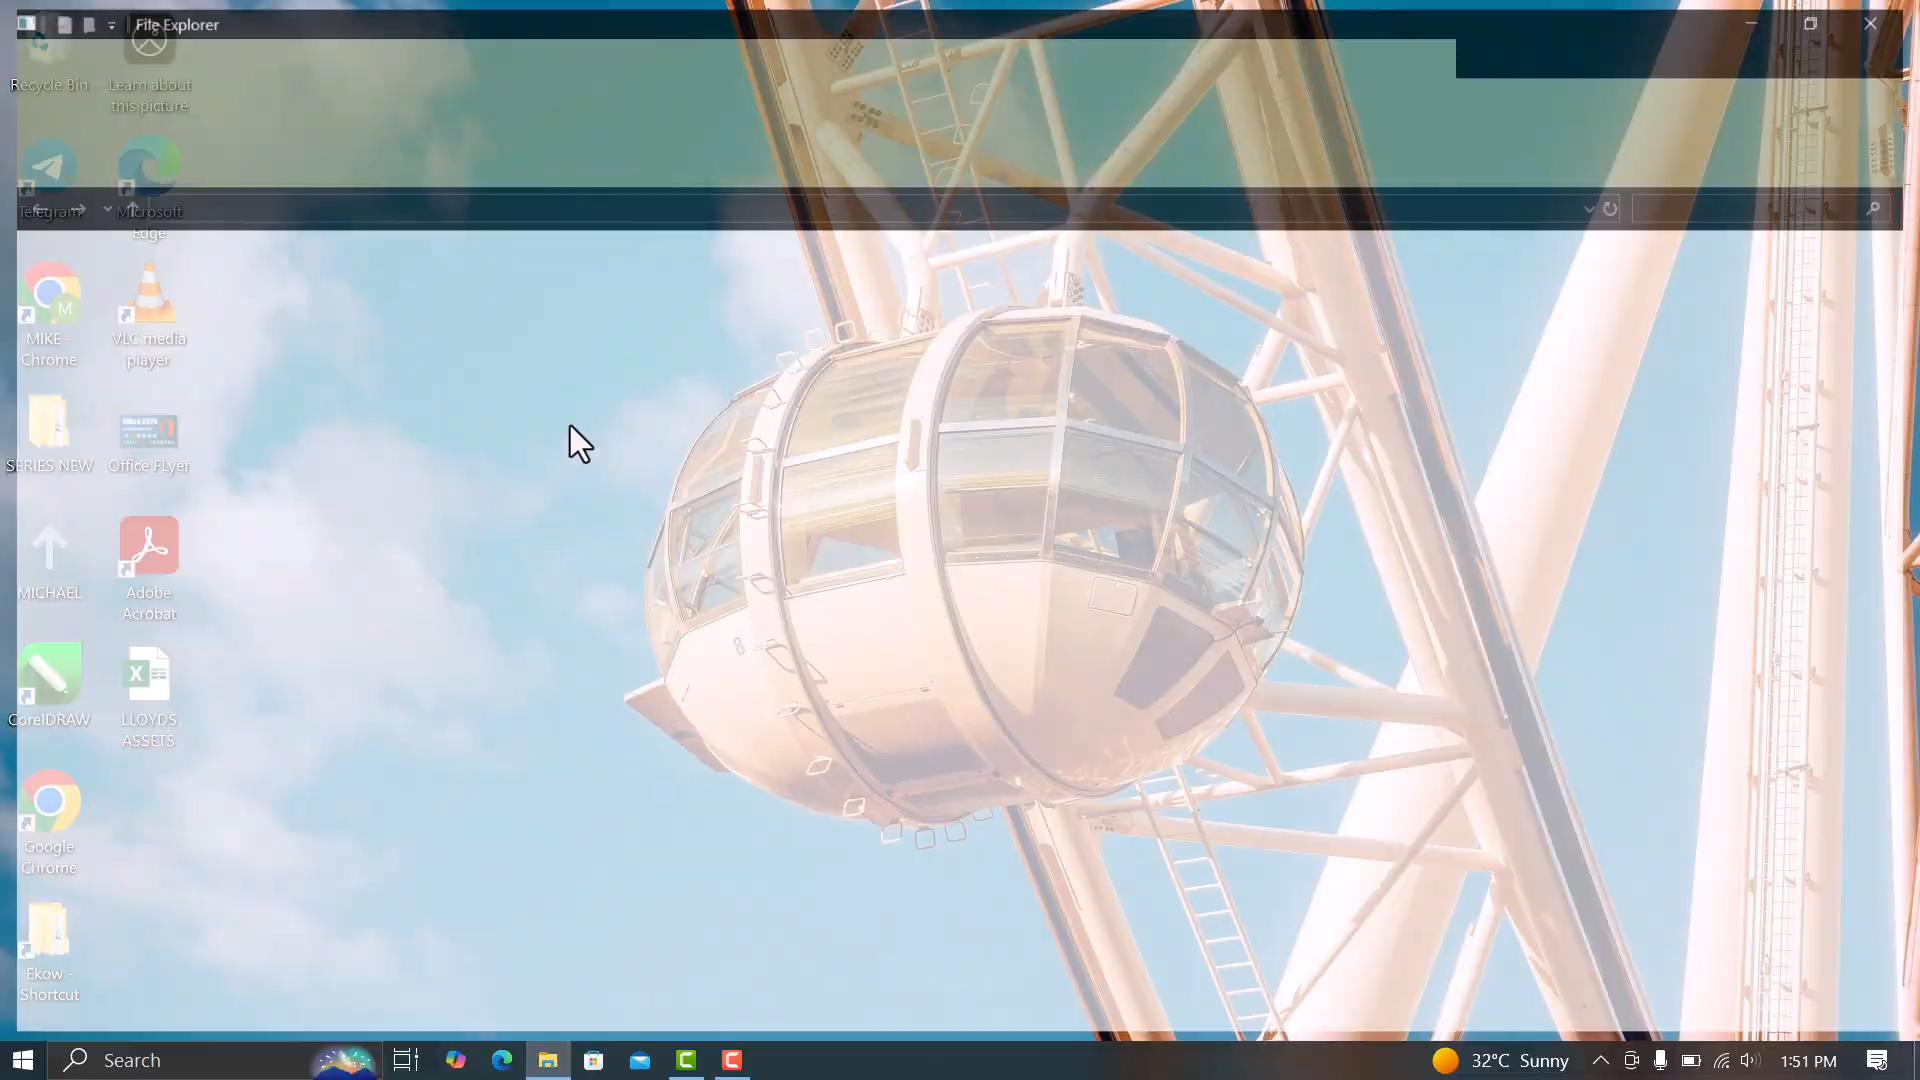 File Explorer
Recycle Bin
Learn about
this picture
Telegram
Microsoft
Edge
M
MIKE -
Chrome
VLC media
player
SERIES NEW
Office FLyer
MICHAEL
Adobe
Acrobat
CorelDRAW
LLOYDS
ASSETS
Google
Chrome
Ekow -
Shortcut
8
Search
32°C Sunny
1:51 PM